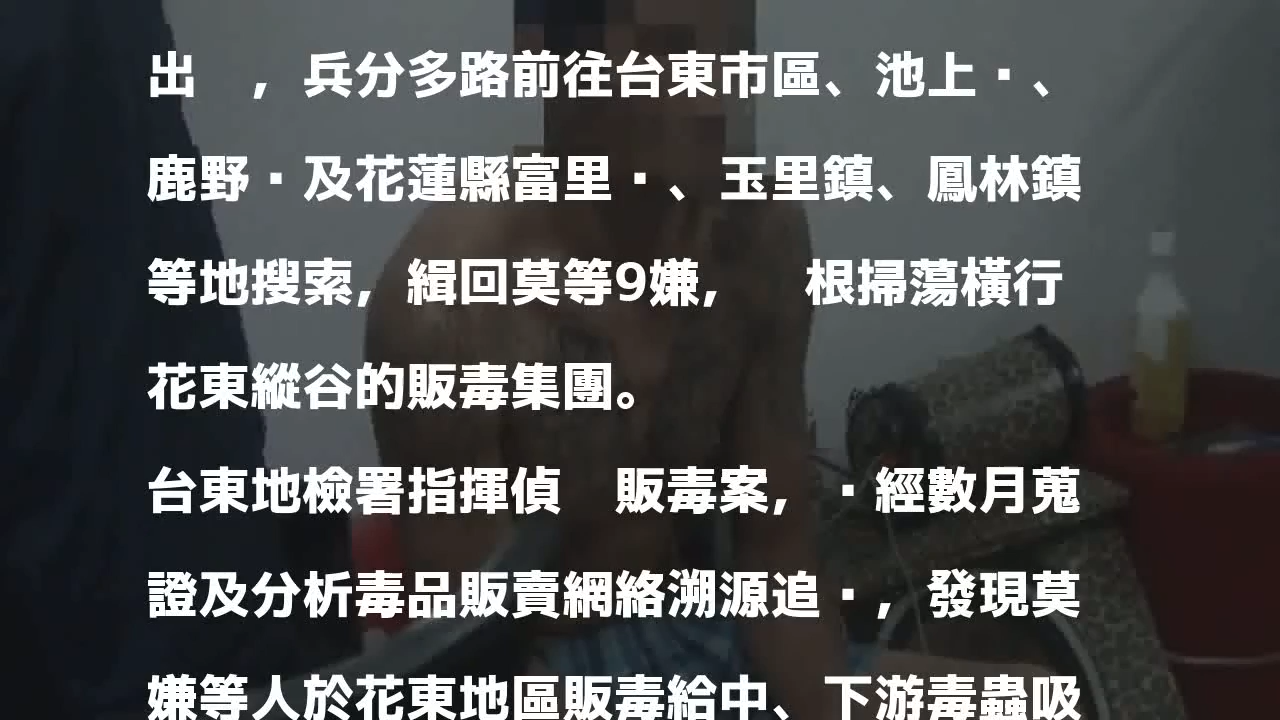 出　，兵分多路前往台東市區、池上·、
鹿野·及花蓮縣富里·、玉里鎮、鳳林鎮
等地搜索，緝回莫等9嫌，　根掃蕩橫行
花東縱谷的販毒集團。
台東地檢署指揮偵　販毒案，·經數月蒐
證及分析毒品販賣網絡溯源追·，發現莫
嫌等人於花東地區販毒給中、下游毒蟲吸